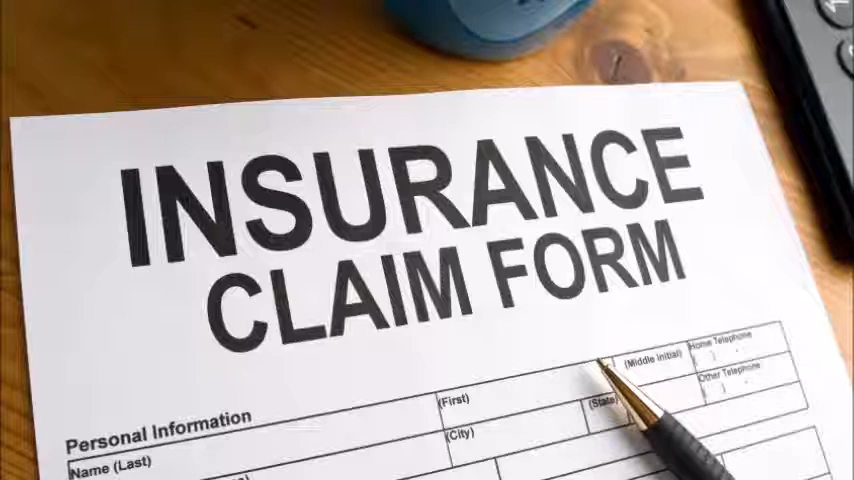 INSURANCE
CLAIM FORM
Personal Information
Name (Last) (First) (Middle Initial) Home Telephone
( ) -
(City) (State) Other Telephone
( ) -